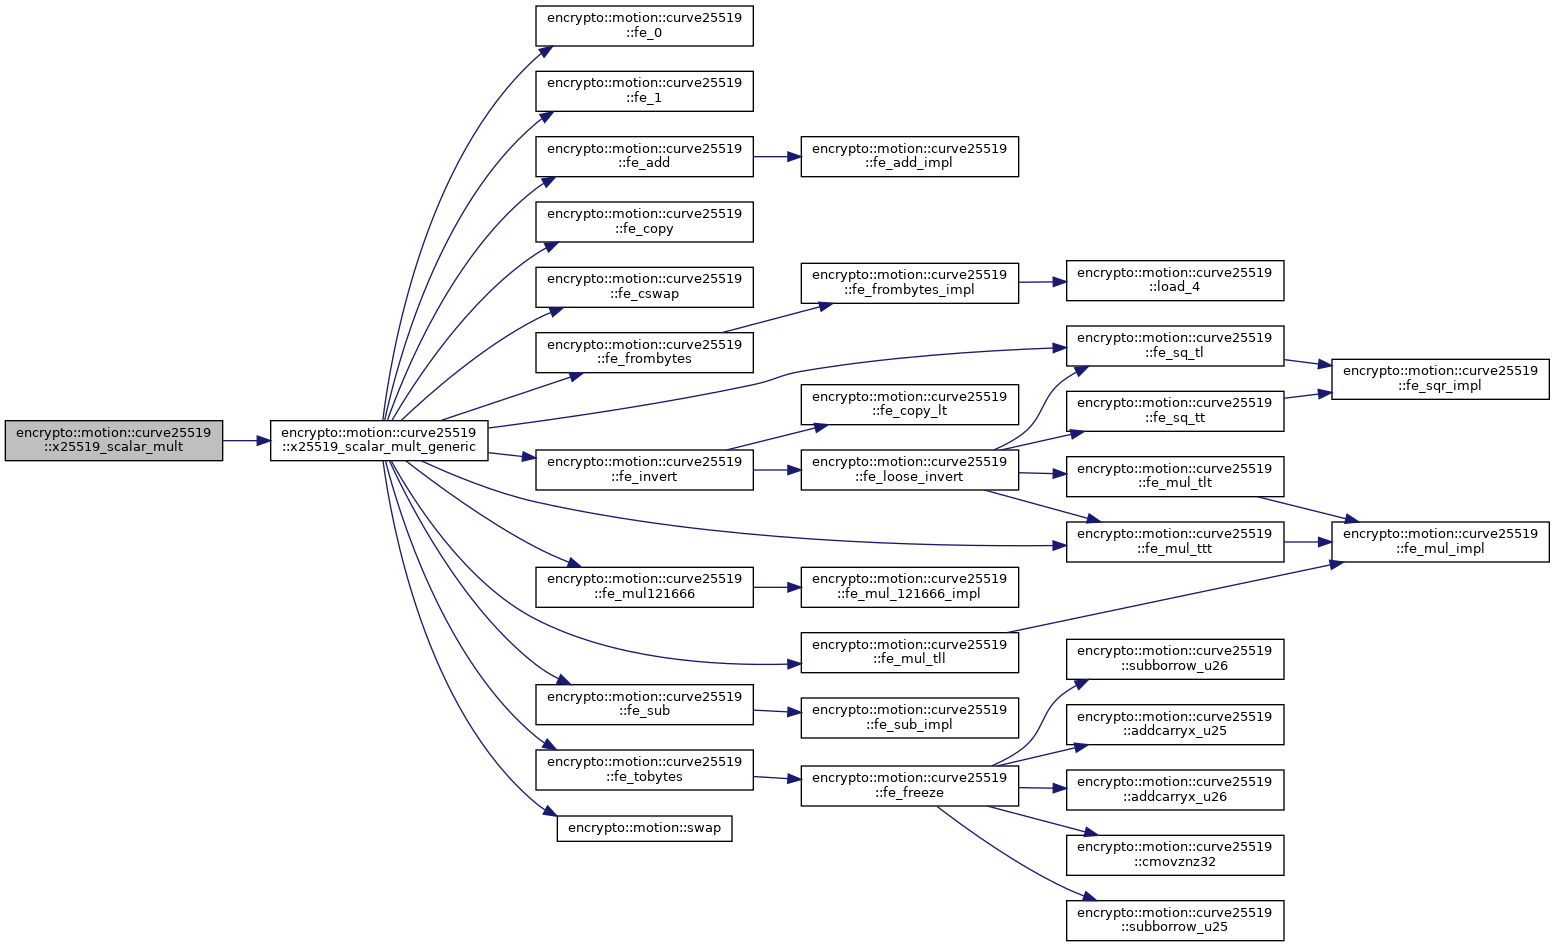 encrypto::motion::curve25519
::x25519_scalar_mult
encrypto::motion::curve25519
::x25519_scalar_mult_generic
encrypto::motion::curve25519
::fe_0
encrypto::motion::curve25519
::fe_1
encrypto::motion::curve25519
::fe_add
encrypto::motion::curve25519
::fe_copy
encrypto::motion::curve25519
::fe_cswap
encrypto::motion::curve25519
::fe_frombytes
encrypto::motion::curve25519
::fe_invert
encrypto::motion::curve25519
::fe_mul121666
encrypto::motion::curve25519
::fe_sub
encrypto::motion::curve25519
::fe_tobytes
encrypto::motion::swap
encrypto::motion::curve25519
::fe_add_impl
encrypto::motion::curve25519
::fe_frombytes_impl
encrypto::motion::curve25519
::fe_copy_lt
encrypto::motion::curve25519
::fe_loose_invert
encrypto::motion::curve25519
::fe_mul_121666_impl
encrypto::motion::curve25519
::fe_mul_tll
encrypto::motion::curve25519
::fe_sub_impl
encrypto::motion::curve25519
::fe_freeze
encrypto::motion::curve25519
::load_4
encrypto::motion::curve25519
::fe_sq_tl
encrypto::motion::curve25519
::fe_sq_tt
encrypto::motion::curve25519
::fe_mul_tlt
encrypto::motion::curve25519
::fe_mul_ttt
encrypto::motion::curve25519
::subborrow_u26
encrypto::motion::curve25519
::addcarryx_u25
encrypto::motion::curve25519
::addcarryx_u26
encrypto::motion::curve25519
::cmovznz32
encrypto::motion::curve25519
::subborrow_u25
encrypto::motion::curve25519
::fe_sqr_impl
encrypto::motion::curve25519
::fe_mul_impl